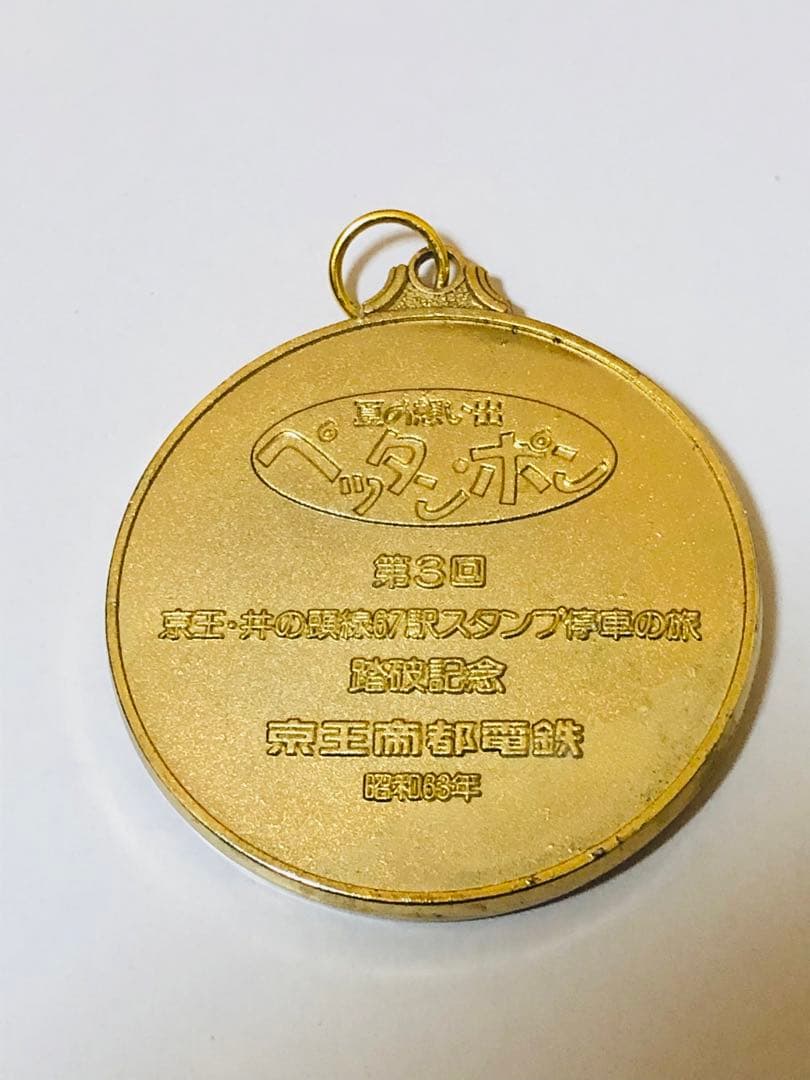 夏の想い出
ペッタン・ポン
第3回
京王・井の頭線67駅スタンプ停車の旅
踏破記念
京王帝都電鉄
昭和63年